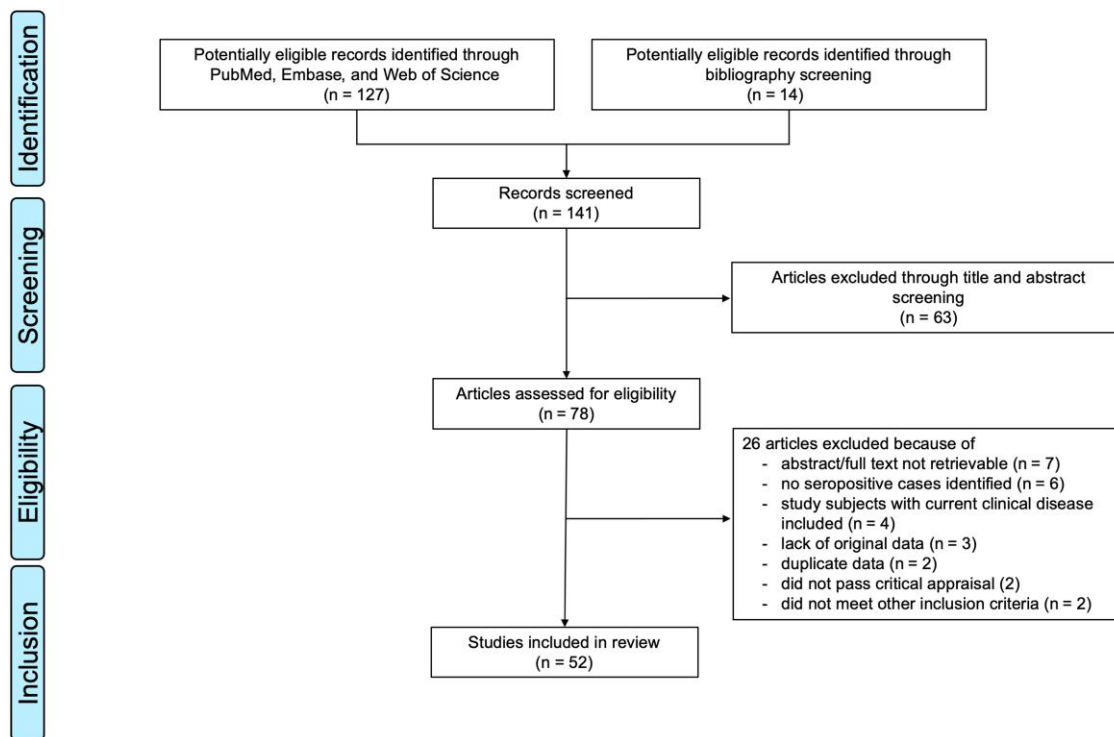 Identification
Potentially eligible records identified through
PubMed, Embase, and Web of Science
(n = 127)
Potentially eligible records identified through
bibliography screening
(n = 14)
Records screened
(n = 141)
Screening
Articles excluded through title and abstract
screening
(n = 63)
Articles assessed for eligibility
(n = 78)
Eligibility
26 articles excluded because of
- abstract/full text not retrievable (n = 7)
- no seropositive cases identified (n = 6)
- study subjects with current clinical disease
included (n = 4)
- lack of original data (n = 3)
- duplicate data (n = 2)
- did not pass critical appraisal (2)
- did not meet other inclusion criteria (n = 2)
Inclusion
Studies included in review
(n = 52)